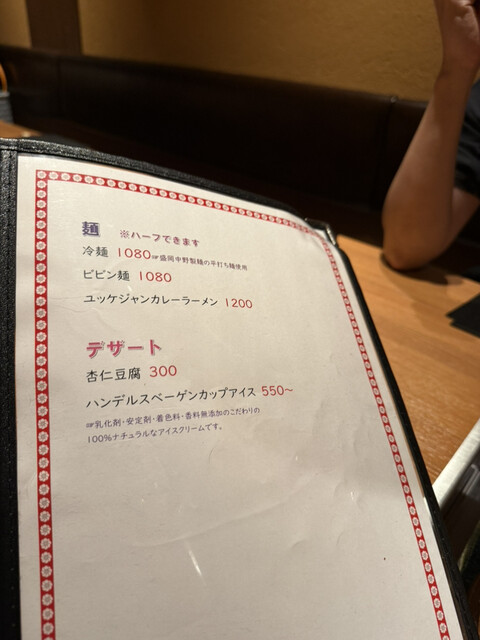 麺 ※ハーフできます
冷麺 1080☞盛岡中野製麺の平打ち麺使用
ビビン麺 1080
ユッケジャンカレーラーメン 1200
デザート
杏仁豆腐 300
ハンデルスベーゲンカップアイス 550〜
☞乳化剤・安定剤・着色料・香料無添加のこだわりの
100%ナチュラルなアイスクリームです。